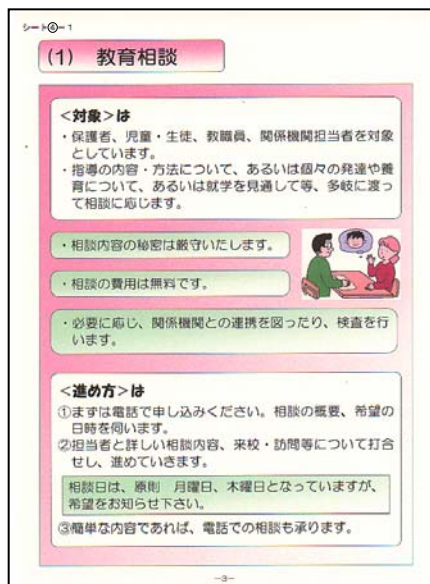 シート④-1
(1) 教育相談
<対象>は
・保護者、児童・生徒、教職員、関係機関担当者を対象
としています。
・指導の内容・方法について、あるいは個々の発達や養
育について、あるいは就学を見通して等、多岐に渡っ
て相談に応じます。
・相談内容の秘密は厳守いたします。
・相談の費用は無料です。
・必要に応じ、関係機関との連携を図ったり、検査を行
います。
<進め方>は
①まずは電話で申し込みください。相談の概要、希望の
日時を伺います。
②担当者と詳しい相談内容、来校・訪問等について打合
せし、進めていきます。
相談日は、原則 月曜日、木曜日となっていますが、
希望をお知らせ下さい。
③簡単な内容であれば、電話での相談も承ります。
-3-